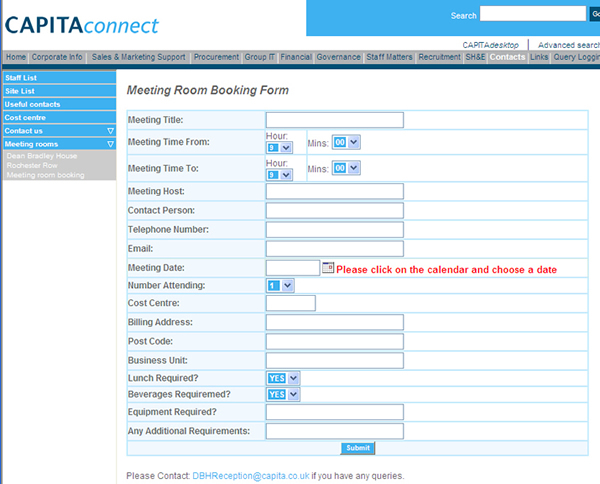 CAPITAconnect
Search Go
CAPITAdesktop Advanced search
Home Corporate Info Sales & Marketing Support Procurement Group IT Financial Governance Staff Matters Recruitment SH&E Contacts Links Query Loggin
Staff List
Site List
Useful contacts
Cost centre
Contact us
Meeting rooms
Dean Bradley House
Rochester Row
Meeting room booking
Meeting Room Booking Form
Meeting Title:
Meeting Time From: Hour: 9 Mins: 00
Meeting Time To: Hour: 9 Mins: 00
Meeting Host:
Contact Person:
Telephone Number:
Email:
Meeting Date: Please click on the calendar and choose a date
Number Attending: 1
Cost Centre:
Billing Address:
Post Code:
Business Unit:
Lunch Required? YES
Beverages Requiremed? YES
Equipment Required?
Any Additional Requirements:
Submit
Please Contact: DBHReception@capita.co.uk if you have any queries.